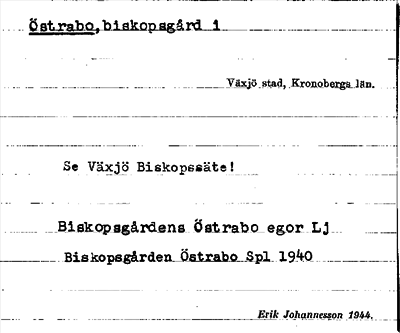 Östrabo, biskopsgård 1
Växjö stad, Kronobergs län.
Se Växjö Biskopssäte!
Biskopsgårdens Östrabo egor Lj
Biskopsgården Östrabo Spl 1940
Erik Johannesson 1944.